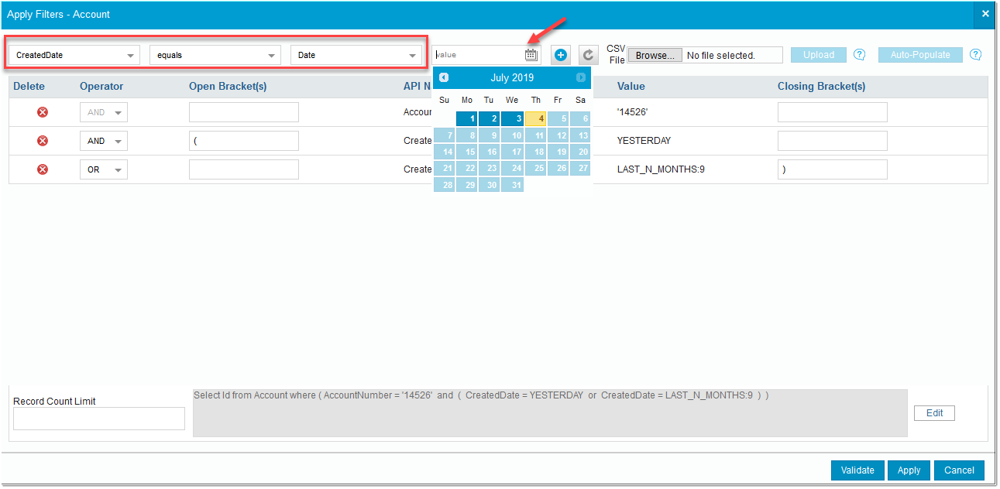 Apply Filters - Account
CreatedDate equals Date value CSV File Browse... No file selected. Upload ? Auto-Populate ?
July 2019
Su Mo Tu We Th Fr Sa
1 2 3 4 5 6
7 8 9 10 11 12 13
14 15 16 17 18 19 20
21 22 23 24 25 26 27
28 29 30 31
Delete Operator Open Bracket(s) API N Value Closing Bracket(s)
AND Accour '14526'
AND ( Create YESTERDAY
OR Create LAST_N_MONTHS:9 )
Record Count Limit
Select Id from Account where ( AccountNumber = '14526' and ( CreatedDate = YESTERDAY or CreatedDate = LAST_N_MONTHS:9 ) )
Edit
Validate Apply Cancel